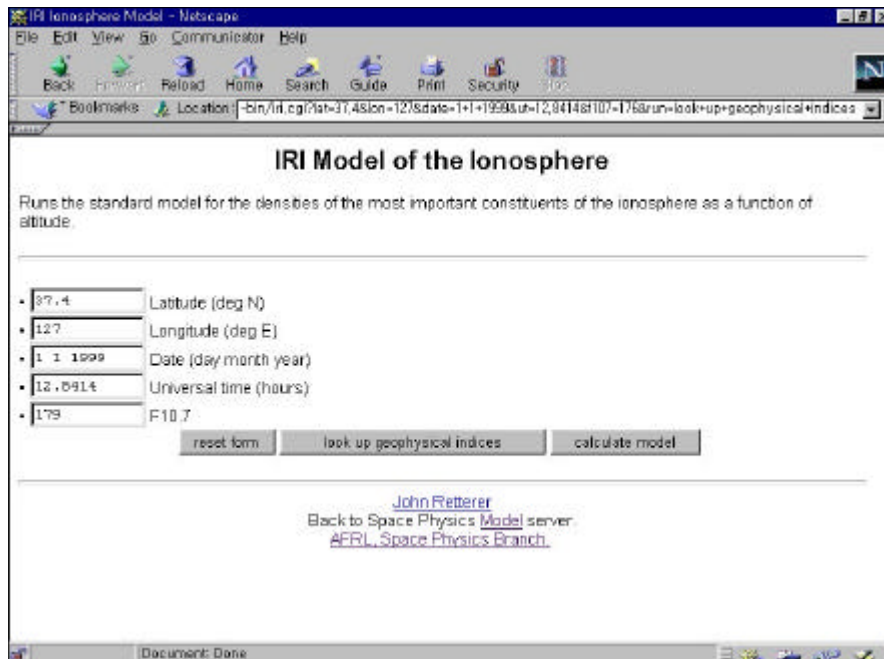 IRI Ionosphere Model - Netscape
File Edit View Go Communicator Help
Back Forward Reload Home Search Guide Print Security Stop
Bookmarks Location: -bin/iri.cgi?lat=37.4&lon=127&date=1+1+1999&ut=12.8414&f107=176&run=look+up+geophysical+indices
IRI Model of the Ionosphere
Runs the standard model for the densities of the most important constituents of the ionosphere as a function of
altitude.
37.4 Latitude (deg N)
127 Longitude (deg E)
1 1 1999 Date (day month year)
12.8414 Universal time (hours)
179 F10.7
reset form look up geophysical indices calculate model
John Retterer
Back to Space Physics Model server.
AFRL, Space Physics Branch.
Document: Done